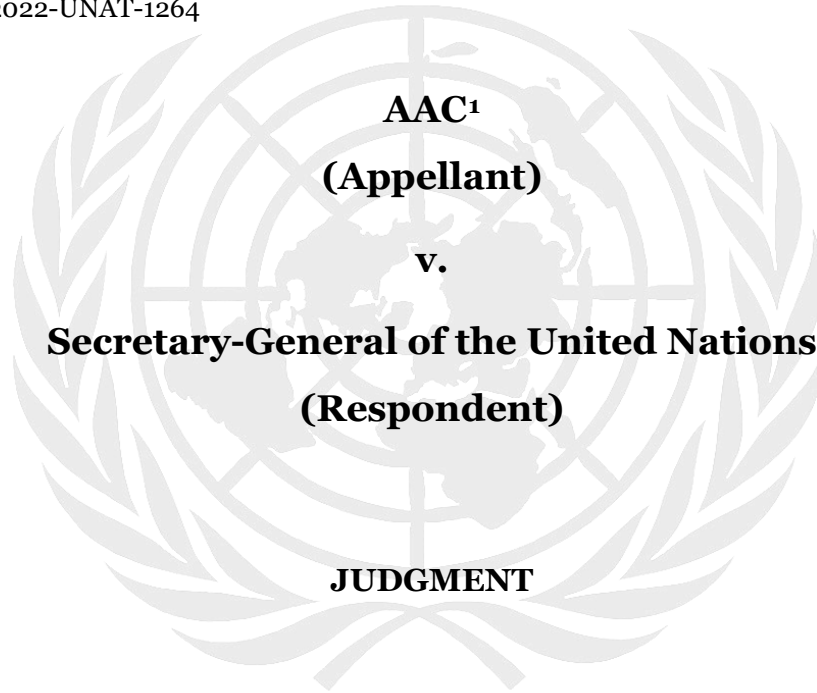 2022-UNAT-1264
AAC¹
(Appellant)
v.
Secretary-General of the United Nations
(Respondent)
JUDGMENT